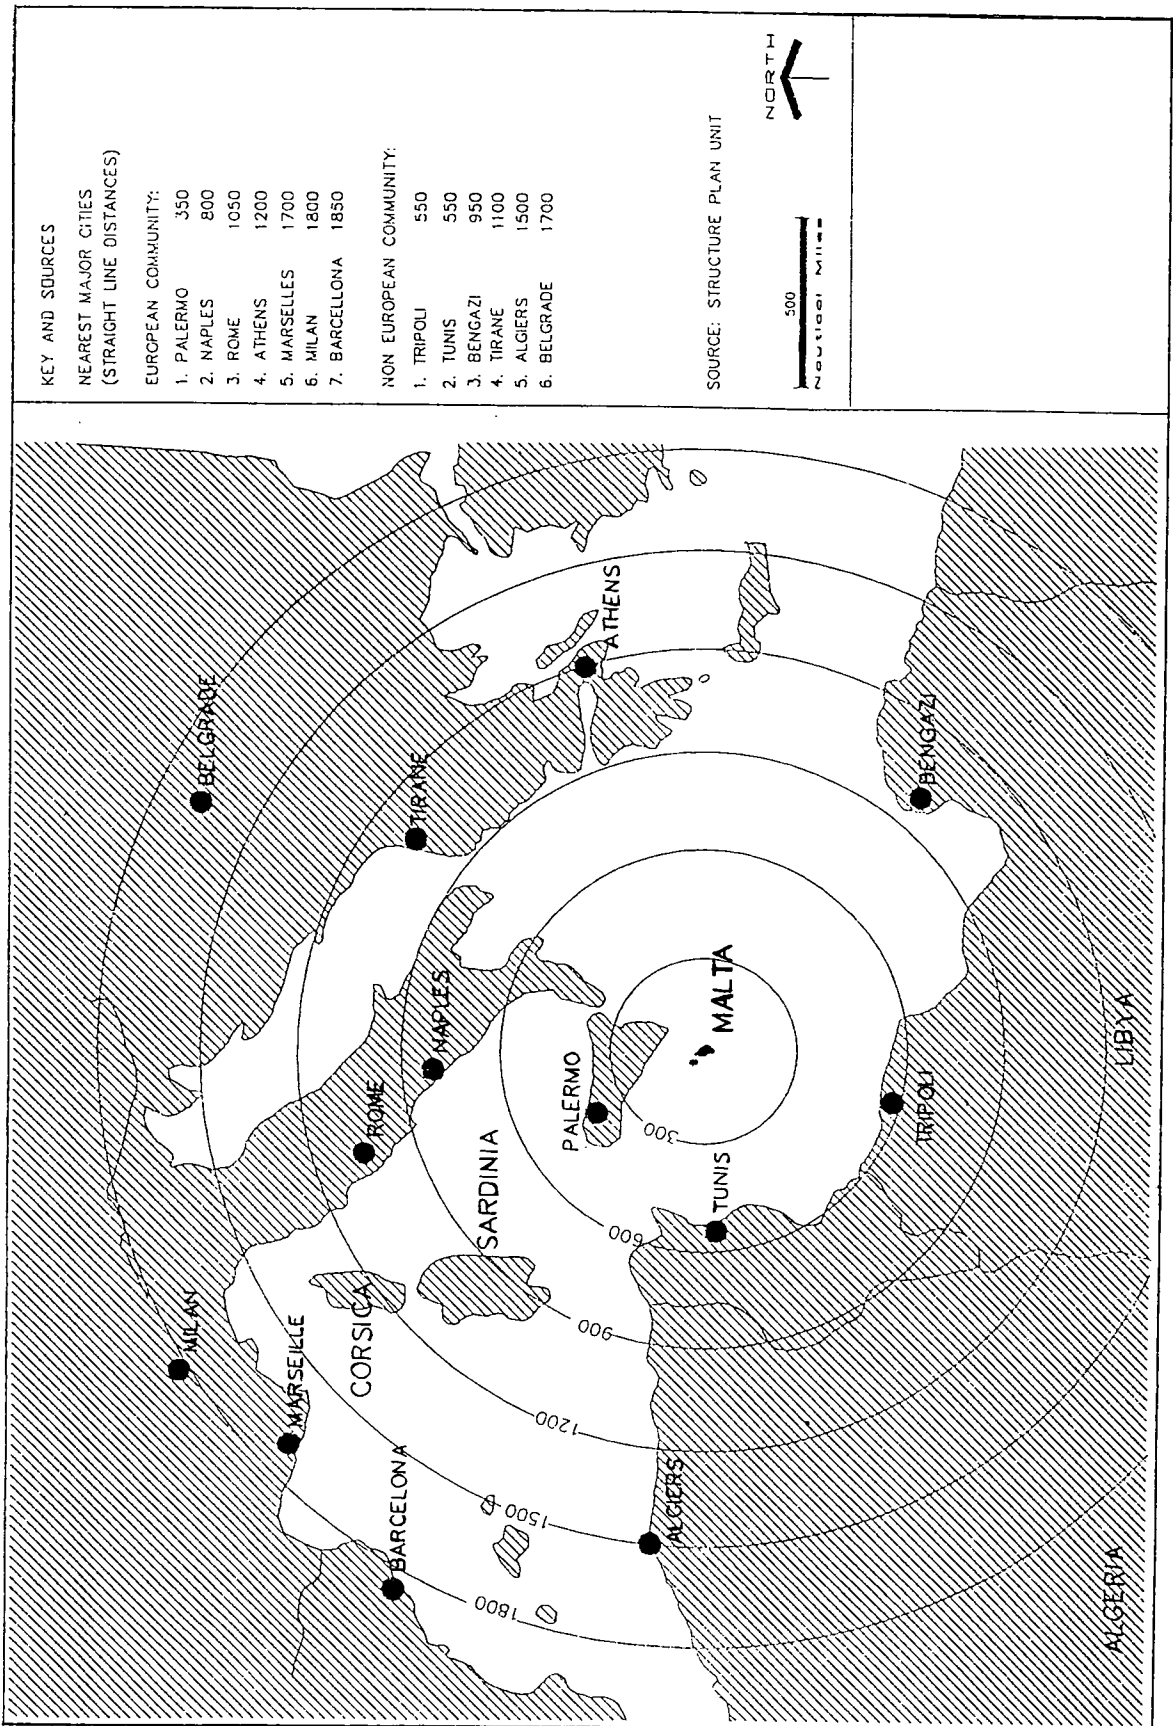 KEY AND SOURCES
NEAREST MAJOR CITIES
(STRAIGHT LINE DISTANCES)
EUROPEAN COMMUNITY:
1. PALERMO 350
2. NAPLES 800
3. ROME 1050
4. ATHENS 1200
5. MARSELLES 1700
6. MILAN 1800
7. BARCELLONA 1850
NON EUROPEAN COMMUNITY:
1. TRIPOLI 550
2. TUNIS 550
3. BENGAZI 950
4. TIRANE 1100
5. ALGIERS 1500
6. BELGRADE 1700
SOURCE: STRUCTURE PLAN UNIT
NORTH
500
Nautical Miles
BELGRADE
TIRANE
ATHENS
MILAN
MARSEILLE
BARCELONA
CORSICA
SARDINIA
ROME
NAPLES
PALERMO
MALTA
TUNIS
TRIPOLI
BENGAZI
ALGIERS
ALGERIA
LIBYA
300
600
900
1200
1500
1800